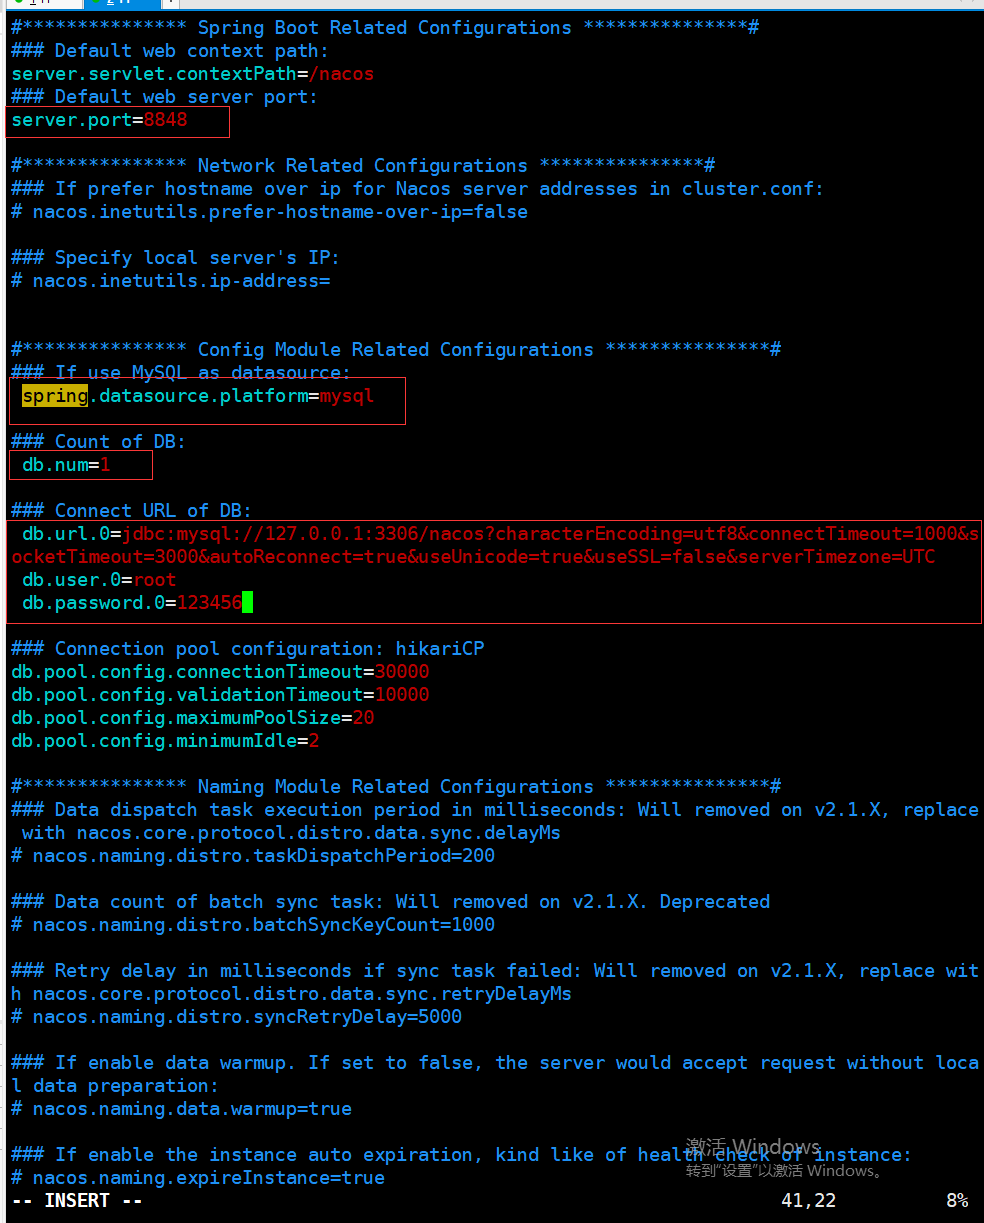 #*************** Spring Boot Related Configurations ***************#
### Default web context path:
server.servlet.contextPath=/nacos
### Default web server port:
server.port=8848
#*************** Network Related Configurations ***************#
### If prefer hostname over ip for Nacos server addresses in cluster.conf:
# nacos.inetutils.prefer-hostname-over-ip=false
### Specify local server's IP:
# nacos.inetutils.ip-address=
#*************** Config Module Related Configurations ***************#
### If use MySQL as datasource:
spring.datasource.platform=mysql
### Count of DB:
db.num=1
### Connect URL of DB:
db.url.0=jdbc:mysql://127.0.0.1:3306/nacos?characterEncoding=utf8&connectTimeout=1000&s
ocketTimeout=3000&autoReconnect=true&useUnicode=true&useSSL=false&serverTimezone=UTC
db.user.0=root
db.password.0=123456
### Connection pool configuration: hikariCP
db.pool.config.connectionTimeout=30000
db.pool.config.validationTimeout=10000
db.pool.config.maximumPoolSize=20
db.pool.config.minimumIdle=2
#*************** Naming Module Related Configurations ***************#
### Data dispatch task execution period in milliseconds: Will removed on v2.1.X, replace
with nacos.core.protocol.distro.data.sync.delayMs
# nacos.naming.distro.taskDispatchPeriod=200
### Data count of batch sync task: Will removed on v2.1.X. Deprecated
# nacos.naming.distro.batchSyncKeyCount=1000
### Retry delay in milliseconds if sync task failed: Will removed on v2.1.X, replace wit
h nacos.core.protocol.distro.data.sync.retryDelayMs
# nacos.naming.distro.syncRetryDelay=5000
### If enable data warmup. If set to false, the server would accept request without loca
l data preparation:
# nacos.naming.data.warmup=true
激活 Windows
### If enable the instance auto expiration, kind like of health check of instance:
转到"设置"以激活 Windows。
# nacos.naming.expireInstance=true
-- INSERT -- 41,22 8%